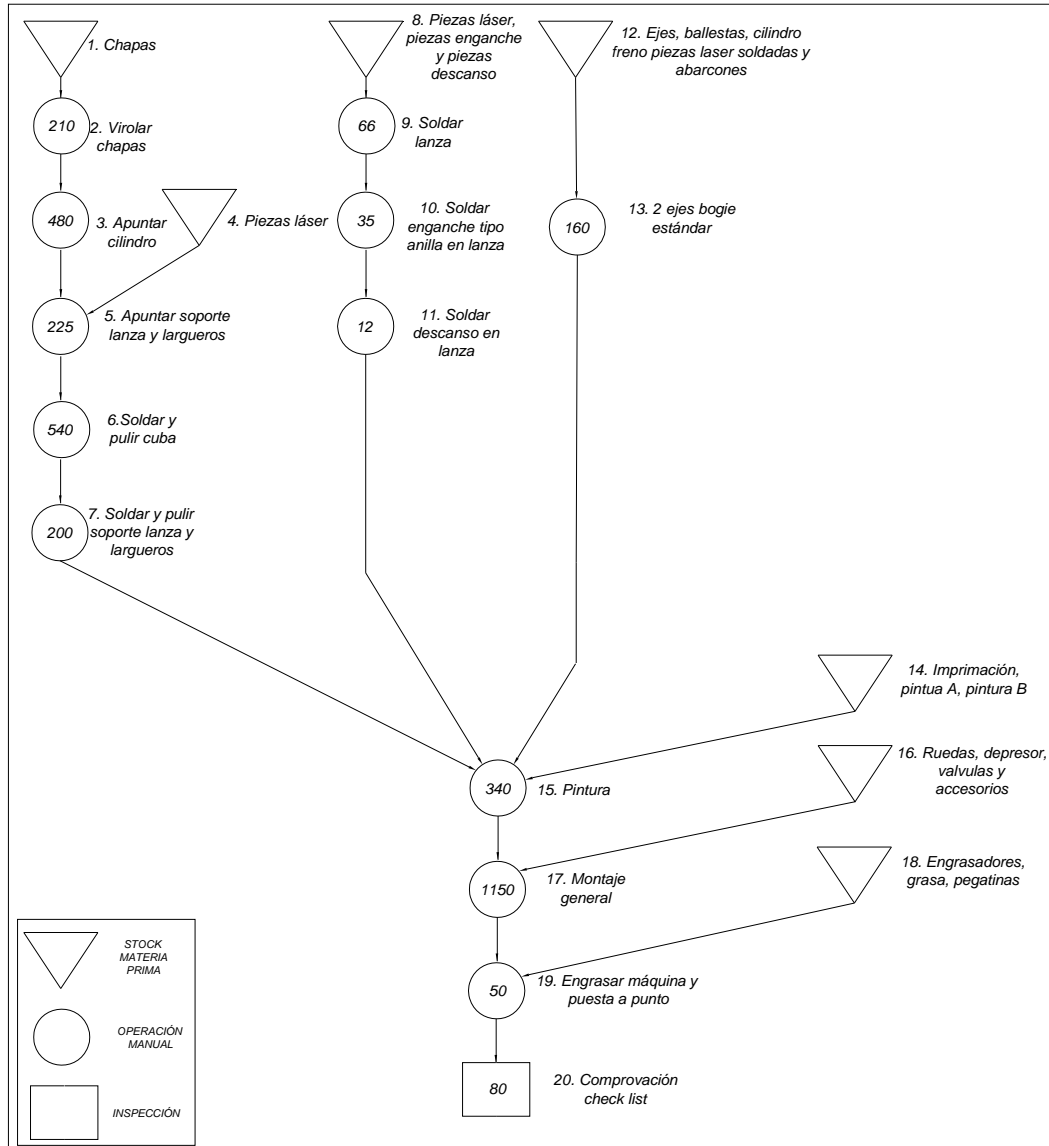 1. Chapas
210
2. Virolar
chapas
480
3. Apuntar
cilindro
4. Piezas láser
225
5. Apuntar soporte
lanza y largueros
540
6.Soldar y
pulir cuba
200
7. Soldar y pulir
soporte lanza y
largueros
8. Piezas láser,
piezas enganche
y piezas
descanso
66
9. Soldar
lanza
35
10. Soldar
enganche tipo
anilla en lanza
12
11. Soldar
descanso en
lanza
12. Ejes, ballestas, cilindro
freno piezas laser soldadas y
abarcones
160
13. 2 ejes bogie
estándar
14. Imprimación,
pintua A, pintura B
340
15. Pintura
16. Ruedas, depresor,
valvulas y
accesorios
1150
17. Montaje
general
18. Engrasadores,
grasa, pegatinas
50
19. Engrasar máquina y
puesta a punto
80
20. Comprovación
check list
STOCK
MATERIA
PRIMA
OPERACIÓN
MANUAL
INSPECCIÓN